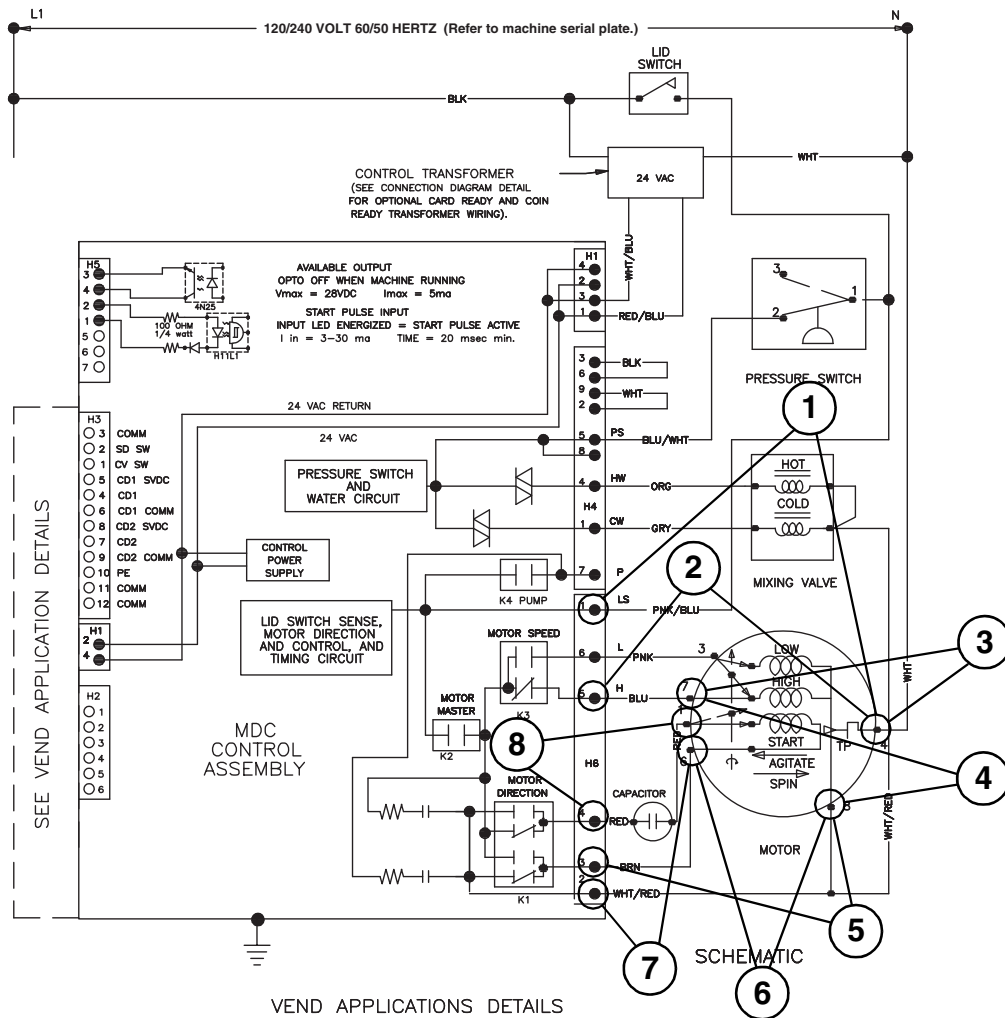 L1
N
120/240 VOLT 60/50 HERTZ (Refer to machine serial plate.)
LID
SWITCH
BLK
WHT
CONTROL TRANSFORMER
(SEE CONNECTION DIAGRAM DETAIL
FOR OPTIONAL CARD READY AND COIN
READY TRANSFORMER WIRING).
24 VAC
WHT/BLU
RED/BLU
H5
3
4
2
1
5
6
7
4N25
100 OHM
1/4 watt
H11L1
AVAILABLE OUTPUT
OPTO OFF WHEN MACHINE RUNNING
Vmax = 28VDC Imax = 5ma
START PULSE INPUT
INPUT LED ENERGIZED = START PULSE ACTIVE
I in = 3-30 ma TIME = 20 msec min.
H1
4
2
3
1
3
1
2
PRESSURE SWITCH
3
BLK
6
9
WHT
2
5
PS
BLU/WHT
8
4
HW
ORG
H4
1
CW
GRY
7
P
24 VAC RETURN
24 VAC
PRESSURE SWITCH
AND
WATER CIRCUIT
HOT
COLD
MIXING VALVE
SEE VEND APPLICATION DETAILS
H3
3 COMM
2 SD SW
1 CV SW
5 CD1 5VDC
4 CD1
6 CD1 COMM
8 CD2 5VDC
7 CD2
9 CD2 COMM
10 PE
11 COMM
12 COMM
CONTROL
POWER
SUPPLY
H1
2
4
H2
1
2
3
4
5
6
K4 PUMP
LID SWITCH SENSE,
MOTOR DIRECTION
AND CONTROL, AND
TIMING CIRCUIT
1
LS
PNK/BLU
MOTOR SPEED
6
L
PNK
3
LOW
5
H
BLU
7
HIGH
K3
MOTOR
MASTER
K2
MDC
CONTROL
ASSEMBLY
1
RED
6
START
AGITATE
SPIN
TP
4
WHT
8
WHT/RED
MOTOR
MOTOR
DIRECTION
K1
H6
4
RED
CAPACITOR
3
BRN
2
WHT/RED
SCHEMATIC
1
2
3
4
5
6
7
8
VEND APPLICATIONS DETAILS